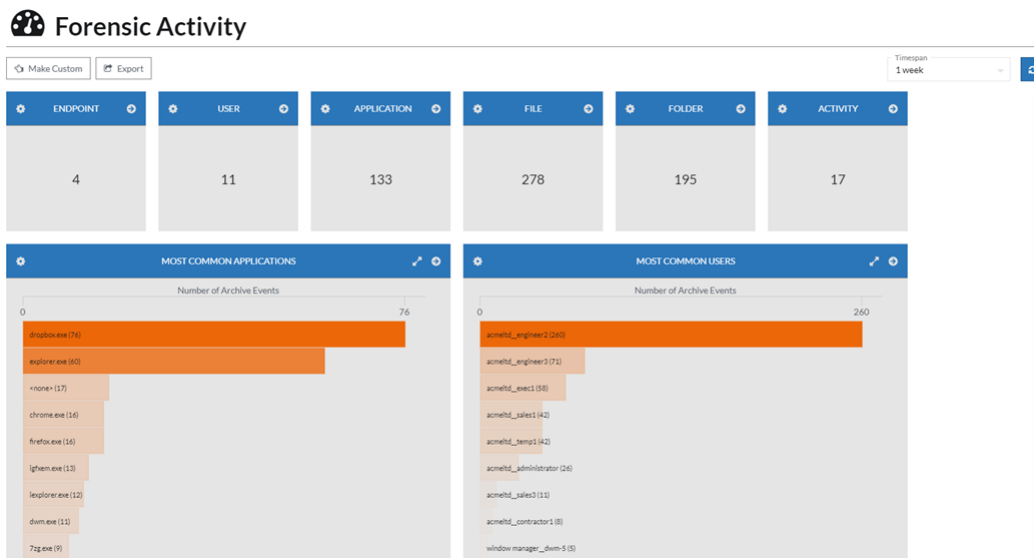 Forensic Activity
Make Custom
Export
Timespan
1 week
ENDPOINT
USER
APPLICATION
FILE
FOLDER
ACTIVITY
4
11
133
278
195
17
MOST COMMON APPLICATIONS
Number of Archive Events
0
76
dropbox.exe (76)
explorer.exe (60)
<none> (17)
chrome.exe (16)
firefox.exe (16)
igfxem.exe (13)
iexplorer.exe (12)
dwm.exe (11)
7zg.exe (9)
MOST COMMON USERS
Number of Archive Events
0
260
acmeltd_engineer2 (260)
acmeltd_engineer3 (71)
acmeltd_exec1 (58)
acmeltd_sales1 (42)
acmeltd_temp1 (42)
acmeltd_administrator (26)
acmeltd_sales3 (11)
acmeltd_contractor1 (8)
window manager_dwm-5 (5)